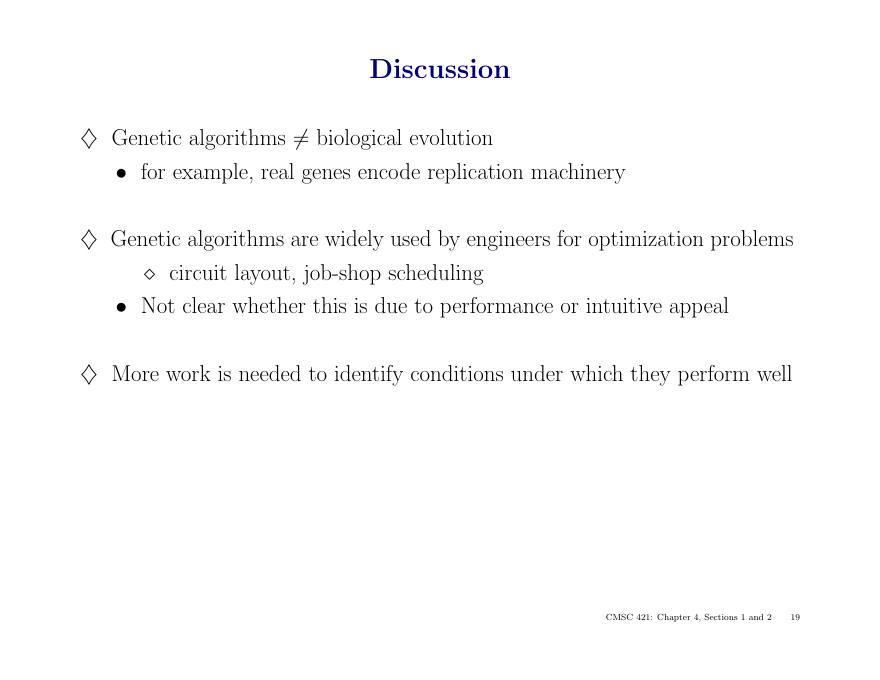 Discussion
♢ Genetic algorithms ≠ biological evolution
• for example, real genes encode replication machinery
♢ Genetic algorithms are widely used by engineers for optimization problems
⋄ circuit layout, job-shop scheduling
• Not clear whether this is due to performance or intuitive appeal
♢ More work is needed to identify conditions under which they perform well
CMSC 421: Chapter 4, Sections 1 and 2 19